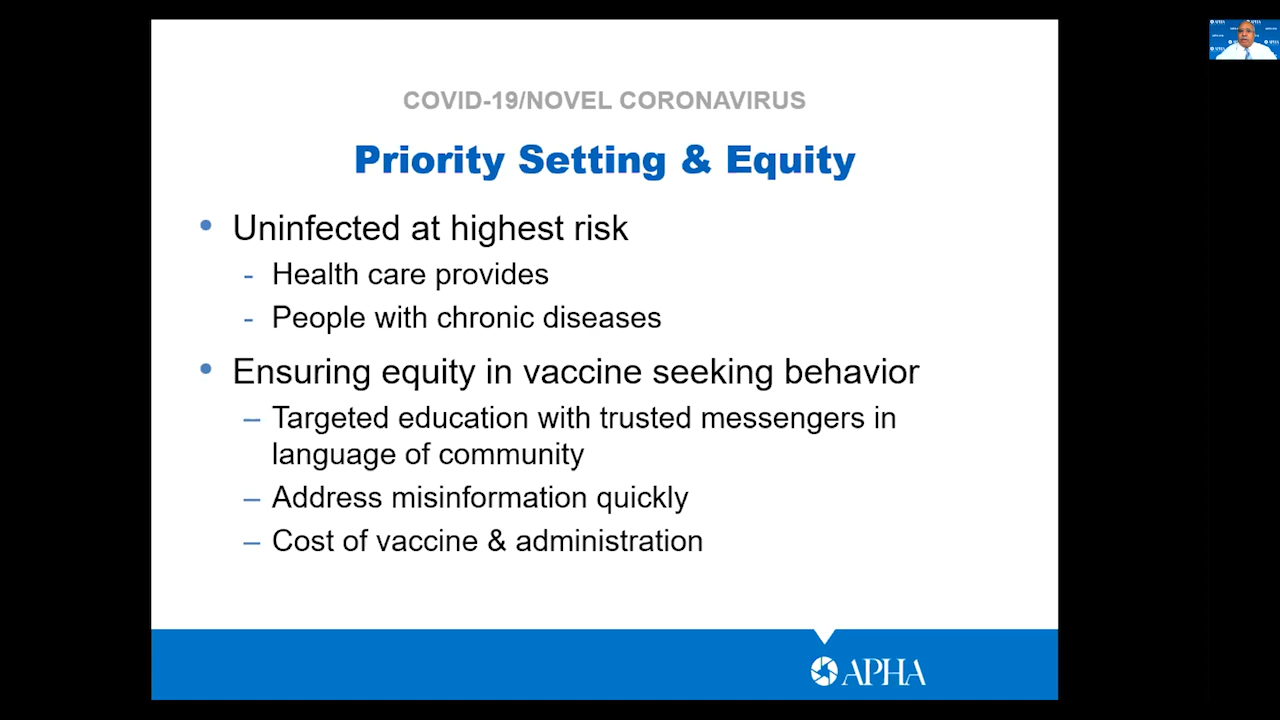 COVID-19/NOVEL CORONAVIRUS
Priority Setting & Equity
• Uninfected at highest risk
- Health care provides
- People with chronic diseases
• Ensuring equity in vaccine seeking behavior
– Targeted education with trusted messengers in
language of community
– Address misinformation quickly
– Cost of vaccine & administration
APHA